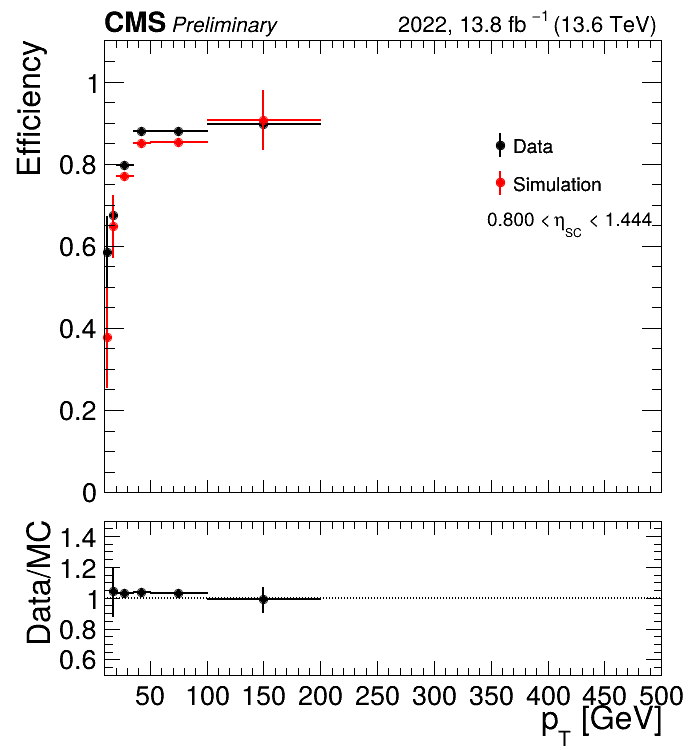 CMS Preliminary 2022, 13.8 fb⁻¹ (13.6 TeV)
Efficiency
1
0.8
0.6
0.4
0.2
0
Data
Simulation
0.800 < η_SC < 1.444
Data/MC
1.4
1.2
1
0.8
0.6
50 100 150 200 250 300 350 400 450 500
p_T [GeV]